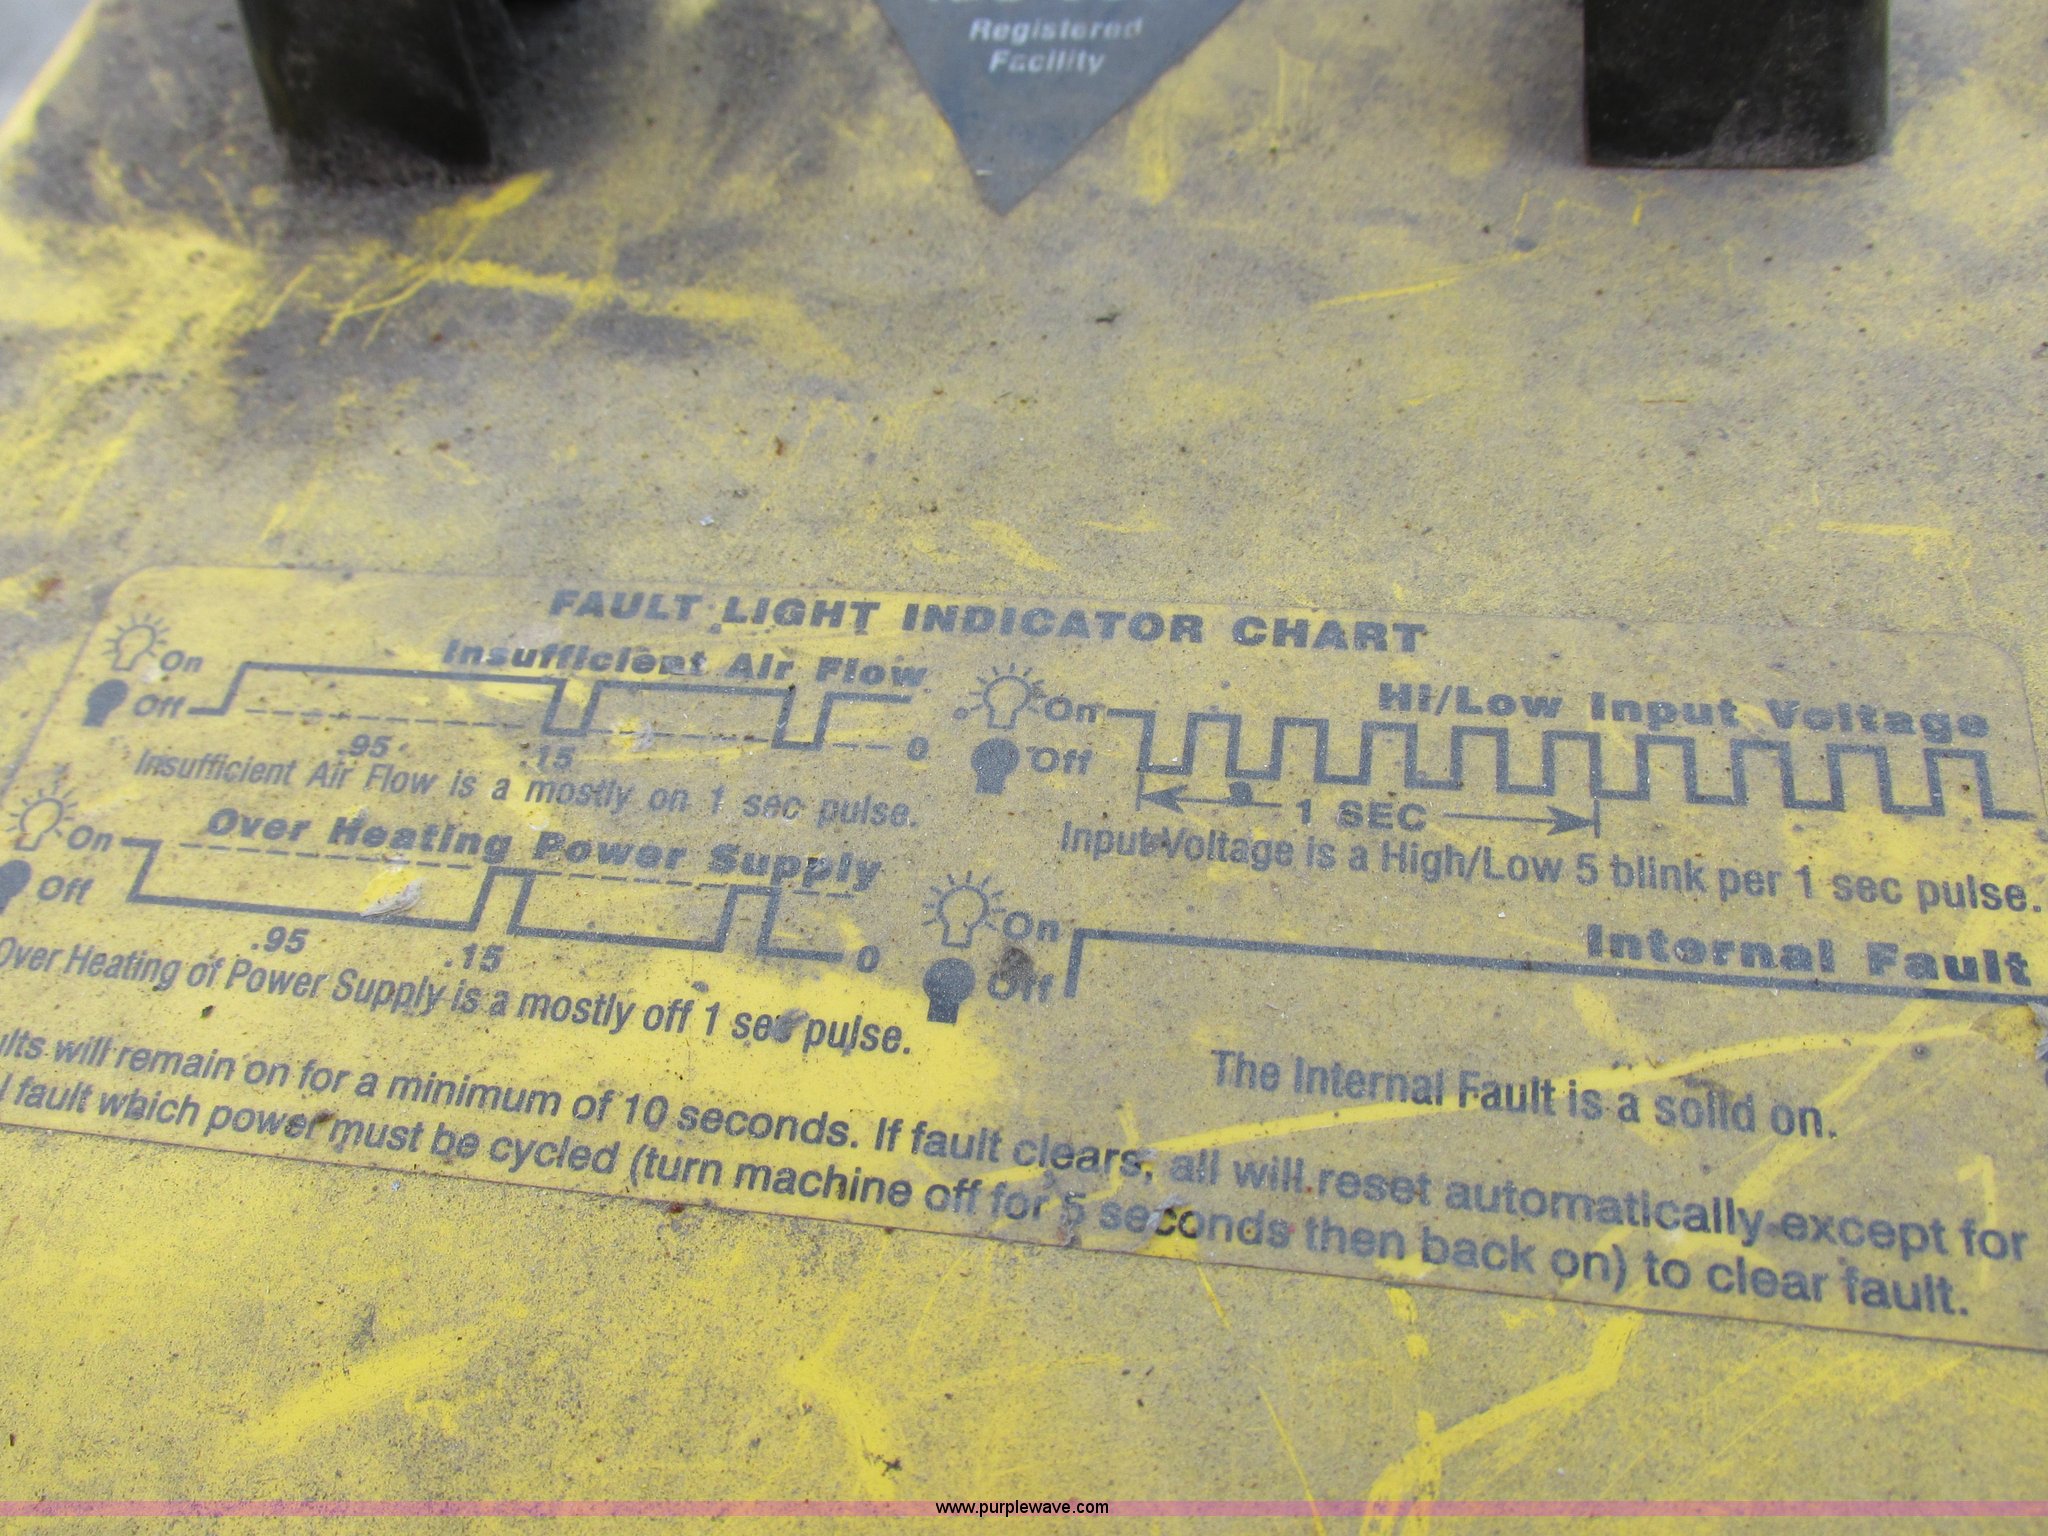 Registered
Facility
FAULT LIGHT INDICATOR CHART
On
Insufficient Air Flow
Off
.95
.15
0
Insufficient Air Flow is a mostly on 1 sec pulse.
On
Hi/Low Input Voltage
Off
1 SEC
Input Voltage is a High/Low 5 blink per 1 sec pulse.
On
Over Heating Power Supply
Off
.95
.15
0
Over Heating of Power Supply is a mostly off 1 sec pulse.
On
Internal Fault
Off
The Internal Fault is a solid on.
will remain on for a minimum of 10 seconds. If fault clears, all will reset automatically except for
fault which power must be cycled (turn machine off for 5 seconds then back on) to clear fault.
www.purplewave.com